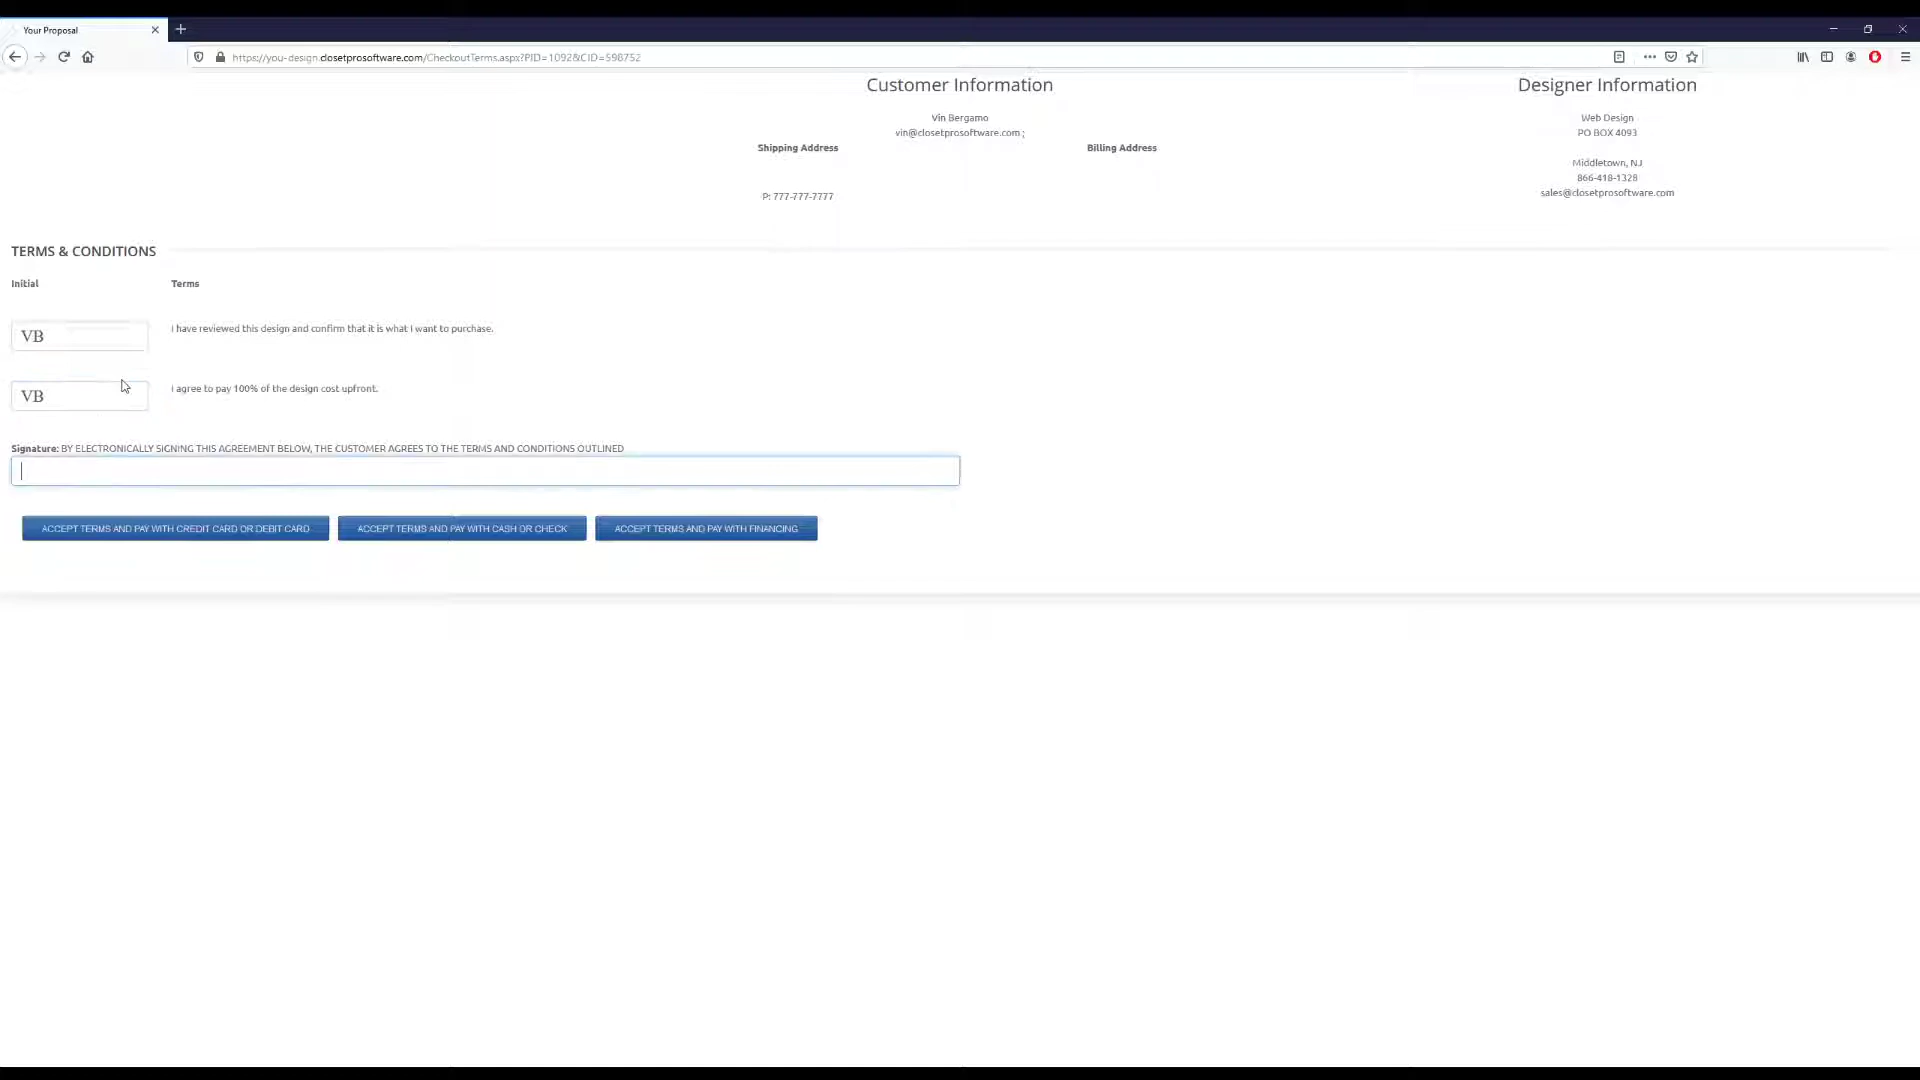 Your Proposal
https://you-design.closetprosoftware.com/CheckoutTerms.aspx?PID=1092&CID=598752
Customer Information
Vin Bergamo
vin@closetprosoftware.com ;
Shipping Address
Billing Address
P: 777-777-7777
Designer Information
Web Design
PO BOX 4093
Middletown, NJ
866-418-1328
sales@closetprosoftware.com
TERMS & CONDITIONS
Initial Terms
VB I have reviewed this design and confirm that it is what I want to purchase.
VB I agree to pay 100% of the design cost upfront.
Signature: BY ELECTRONICALLY SIGNING THIS AGREEMENT BELOW, THE CUSTOMER AGREES TO THE TERMS AND CONDITIONS OUTLINED
ACCEPT TERMS AND PAY WITH CREDIT CARD OR DEBIT CARD
ACCEPT TERMS AND PAY WITH CASH OR CHECK
ACCEPT TERMS AND PAY WITH FINANCING